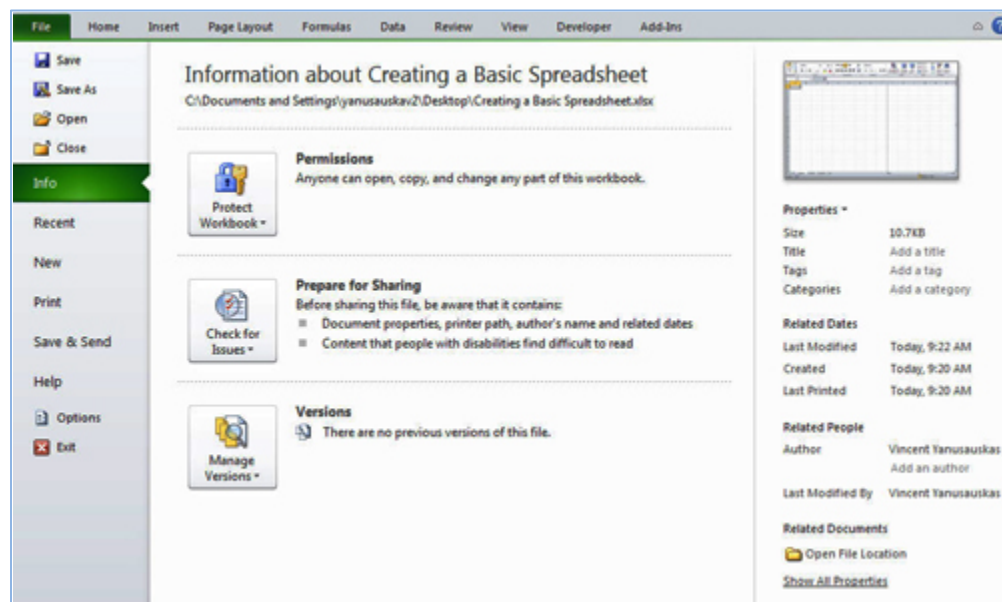 File Home Insert Page Layout Formulas Data Review View Developer Add-Ins
Save
Save As
Open
Close
Info
Recent
New
Print
Save & Send
Help
Options
Exit
Information about Creating a Basic Spreadsheet
C:\Documents and Settings\yanusauskav2\Desktop\Creating a Basic Spreadsheet.xlsx
Protect
Workbook
Permissions
Anyone can open, copy, and change any part of this workbook.
Check for
Issues
Prepare for Sharing
Before sharing this file, be aware that it contains:
Document properties, printer path, author's name and related dates
Content that people with disabilities find difficult to read
Manage
Versions
Versions
There are no previous versions of this file.
Properties
Size 10.7KB
Title Add a title
Tags Add a tag
Categories Add a category
Related Dates
Last Modified Today, 9:22 AM
Created Today, 9:20 AM
Last Printed Today, 9:20 AM
Related People
Author Vincent Yanusauskas
Add an author
Last Modified By Vincent Yanusauskas
Related Documents
Open File Location
Show All Properties